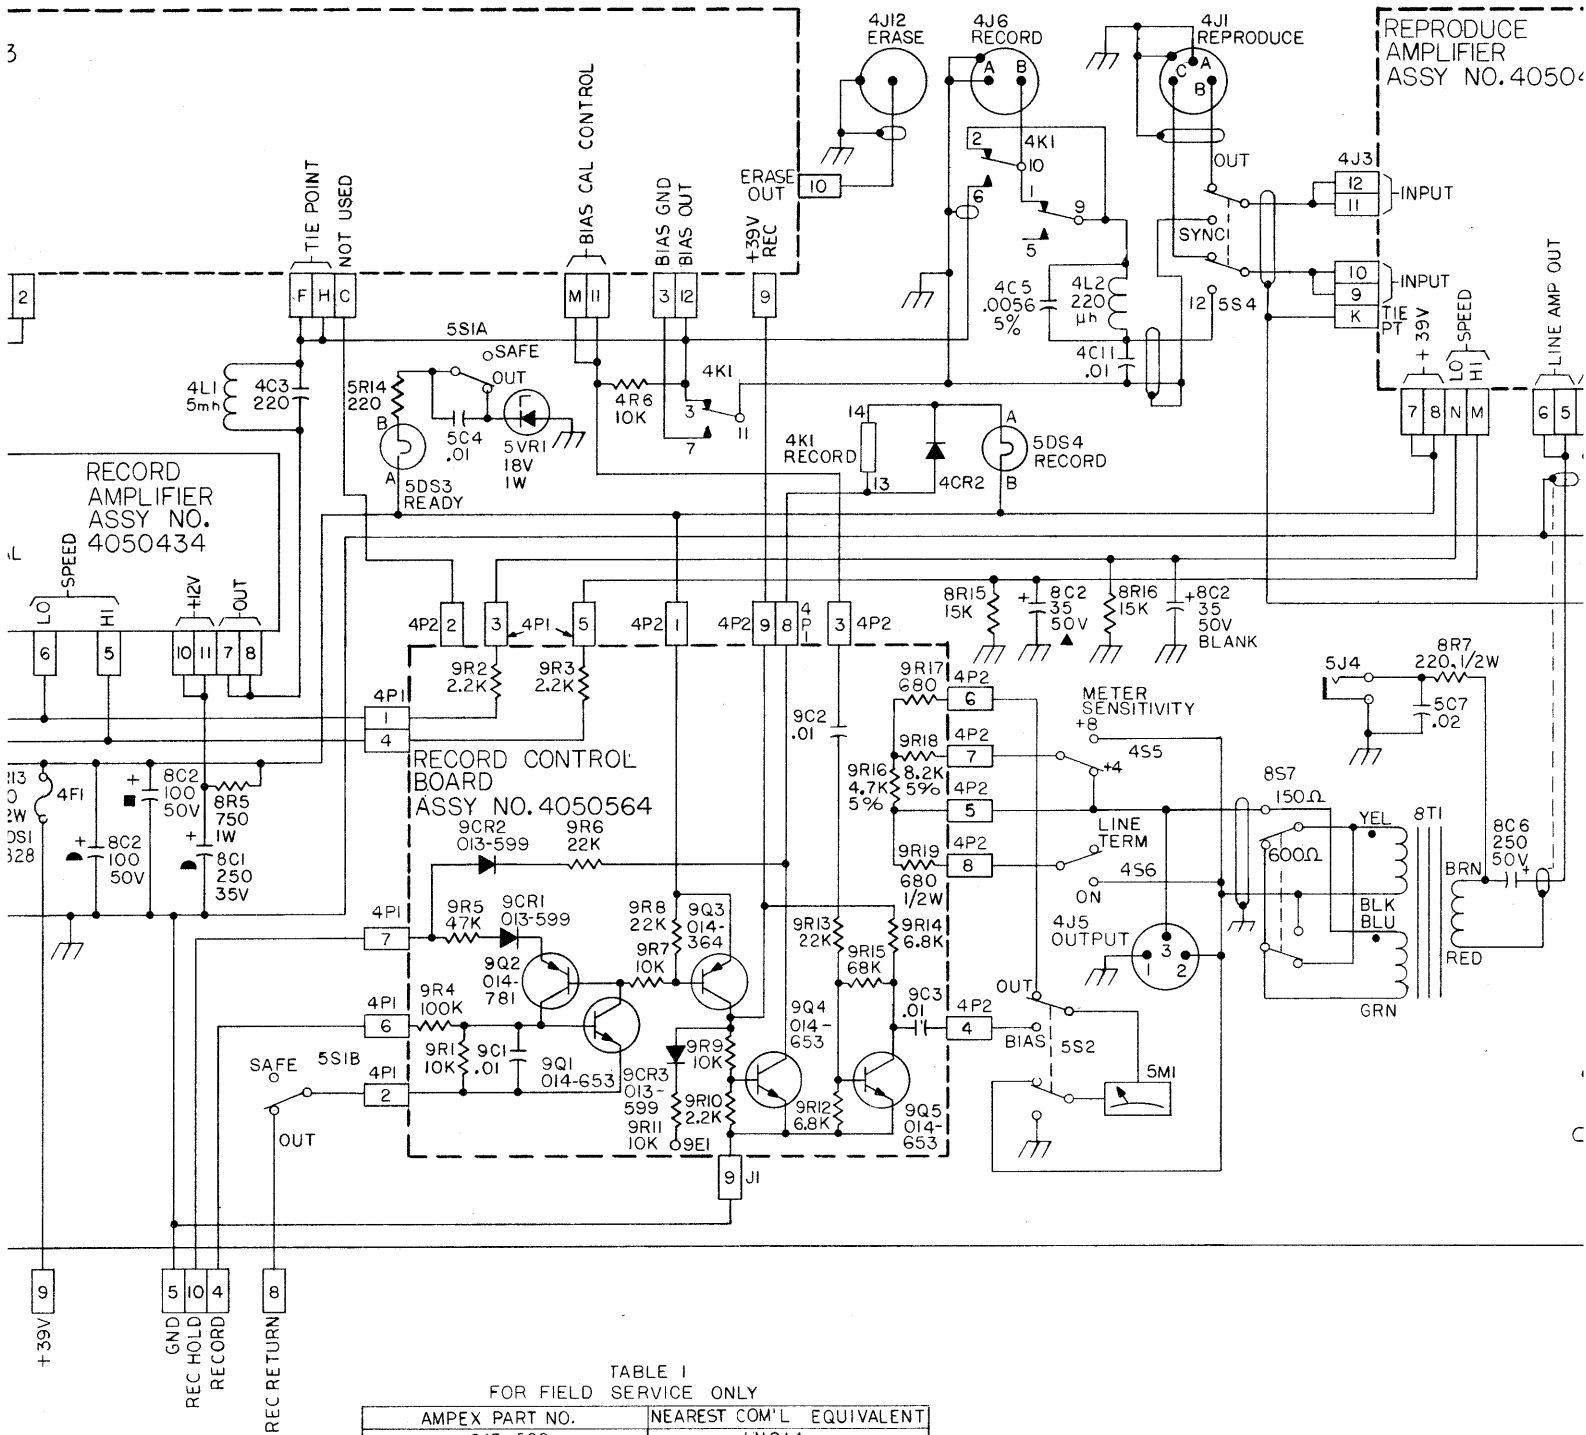 3
4J12
ERASE
4J6
RECORD
4J1
REPRODUCE
REPRODUCE
AMPLIFIER
ASSY NO. 4050
A
B
C
A
B
BIAS CAL CONTROL
TIE POINT
NOT USED
BIAS GND
BIAS OUT
+39V
REC
ERASE
OUT
10
2
4K1
10
1
6
9
5
OUT
SYNC
12
5S4
4J3
12
11
INPUT
10
9
INPUT
K
TIE
PT
+39V
LO
HI
SPEED
LINE AMP OUT
2
F
H
C
M
11
3
12
9
4C5
.0056
5%
4L2
220
µh
4C11
.01
7
8
N
M
6
5
5S1A
SAFE
OUT
4L1
5mh
4C3
220
5R14
220
B
A
5C4
.01
5VR1
18V
1W
5DS3
READY
4R6
10K
4K1
3
11
7
14
13
4K1
RECORD
4CR2
A
B
5DS4
RECORD
RECORD
AMPLIFIER
ASSY NO.
4050434
SPEED
LO
HI
+12V
OUT
6
5
10
11
7
8
4P2
2
3
4P1
5
4P2
1
4P2
9
8
4
P
1
3
4P2
8R15
15K
+
8C2
35
50V
8R16
15K
+
8C2
35
50V
BLANK
9R2
2.2K
9R3
2.2K
4P1
1
4
RECORD CONTROL
BOARD
ASSY NO. 4050564
9C2
.01
9R17
680
4P2
6
9R18
8.2K
5%
4P2
7
9R16
4.7K
5%
4P2
5
9R19
680
1/2W
4P2
8
METER
SENSITIVITY
+8
4S5
+4
LINE
TERM
4S6
ON
5J4
8R7
220,1/2W
5C7
.02
8S7
150Ω
600Ω
YEL
BLK
BLU
GRN
8T1
BRN
RED
8C6
250
50V
+
4F1
+
8C2
100
50V
+
8C2
100
50V
8R5
750
1W
+
8C1
250
35V
9CR2
013-599
9R6
22K
4P1
7
9R5
47K
9CR1
013-599
9R8
22K
9R7
10K
9Q3
014-
364
9Q2
014-
781
4P1
6
9R4
100K
9R1
10K
9C1
.01
9Q1
014-653
9CR3
013-
599
9R9
10K
9R10
2.2K
9R11
10K
9E1
9Q4
014-
653
9R13
22K
9R14
6.8K
9R15
68K
9R12
6.8K
9Q5
014-
653
9C3
.01
4P2
4
4J5
OUTPUT
1
2
3
OUT
BIAS
5S2
5M1
SAFE
5S1B
OUT
4P1
2
9
J1
9
5
10
4
8
+39V
GND
REC HOLD
RECORD
REC RETURN
TABLE 1
FOR FIELD SERVICE ONLY
AMPEX PART NO.
NEAREST COM'L EQUIVALENT